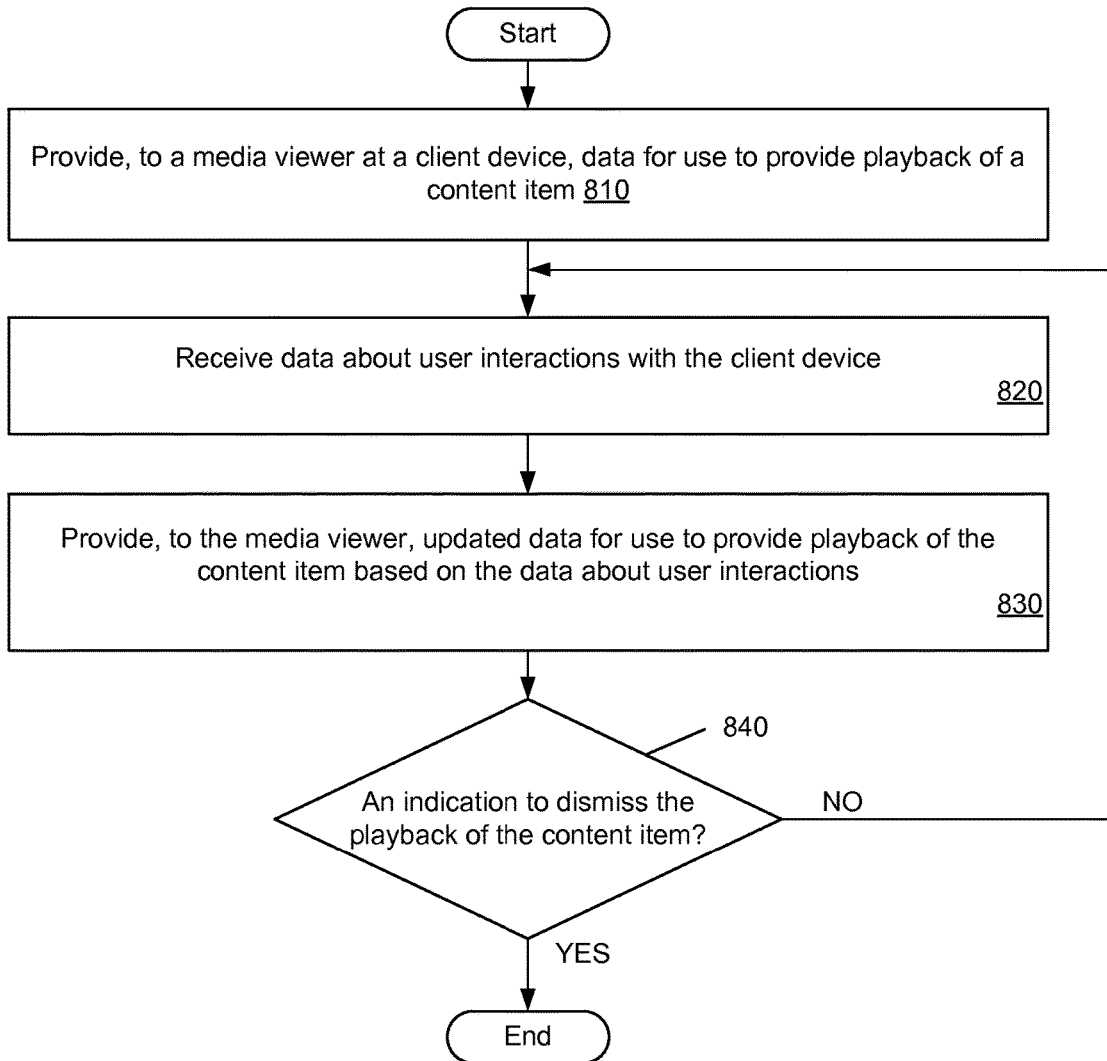 Start
Provide, to a media viewer at a client device, data for use to provide playback of a
content item 810
Receive data about user interactions with the client device
820
Provide, to the media viewer, updated data for use to provide playback of the
content item based on the data about user interactions
830
840
An indication to dismiss the
playback of the content item?
NO
YES
End